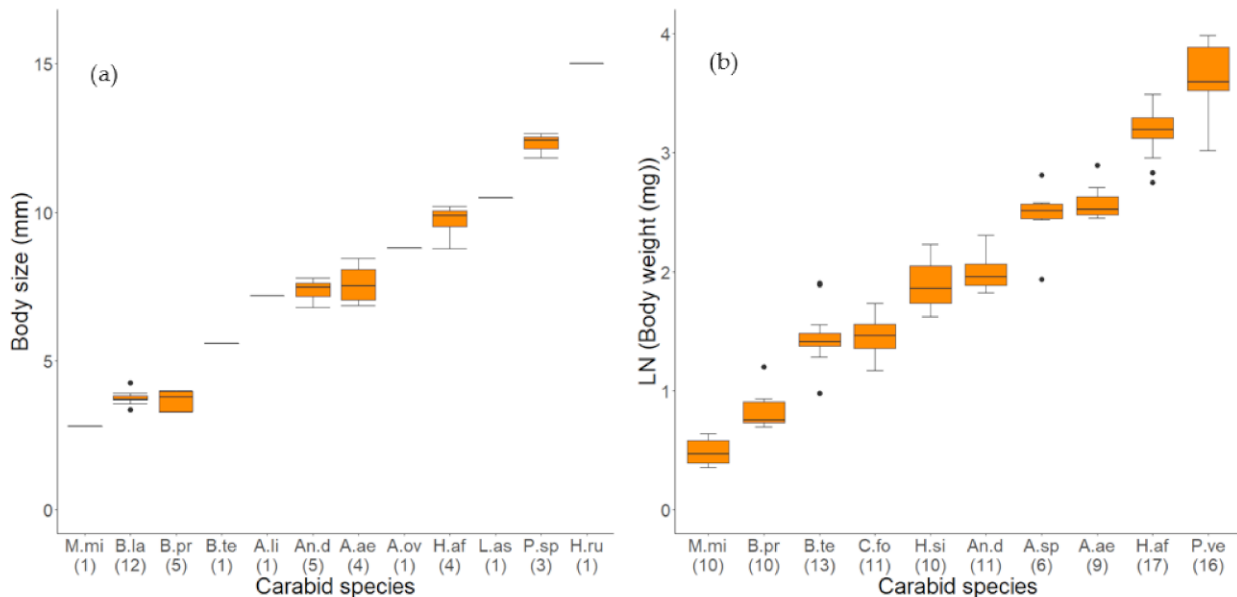 (a)
Body size (mm)
15
10
5
0
M.mi B.la B.pr B.te A.li An.d A.ae A.ov H.af L.as P.sp H.ru
(1) (12) (5) (1) (1) (5) (4) (1) (4) (1) (3) (1)
Carabid species
(b)
LN (Body weight (mg))
4
3
2
1
0
M.mi B.pr B.te C.fo H.si An.d A.sp A.ae H.af P.ve
(10) (10) (13) (11) (10) (11) (6) (9) (17) (16)
Carabid species